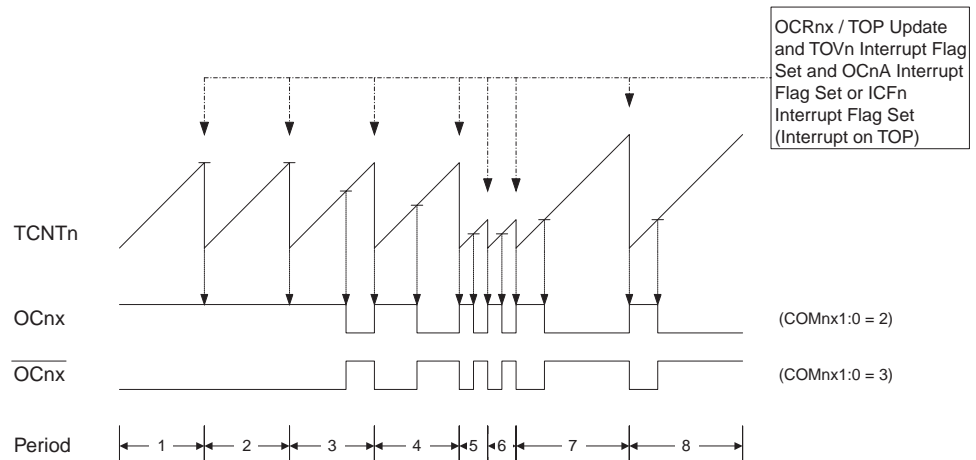 OCRnx / TOP Update
and TOVn Interrupt Flag
Set and OCnA Interrupt
Flag Set or ICFn
Interrupt Flag Set
(Interrupt on TOP)
TCNTn
OCnx (COMnx1:0 = 2)
OCnx (COMnx1:0 = 3)
Period 1 2 3 4 5 6 7 8